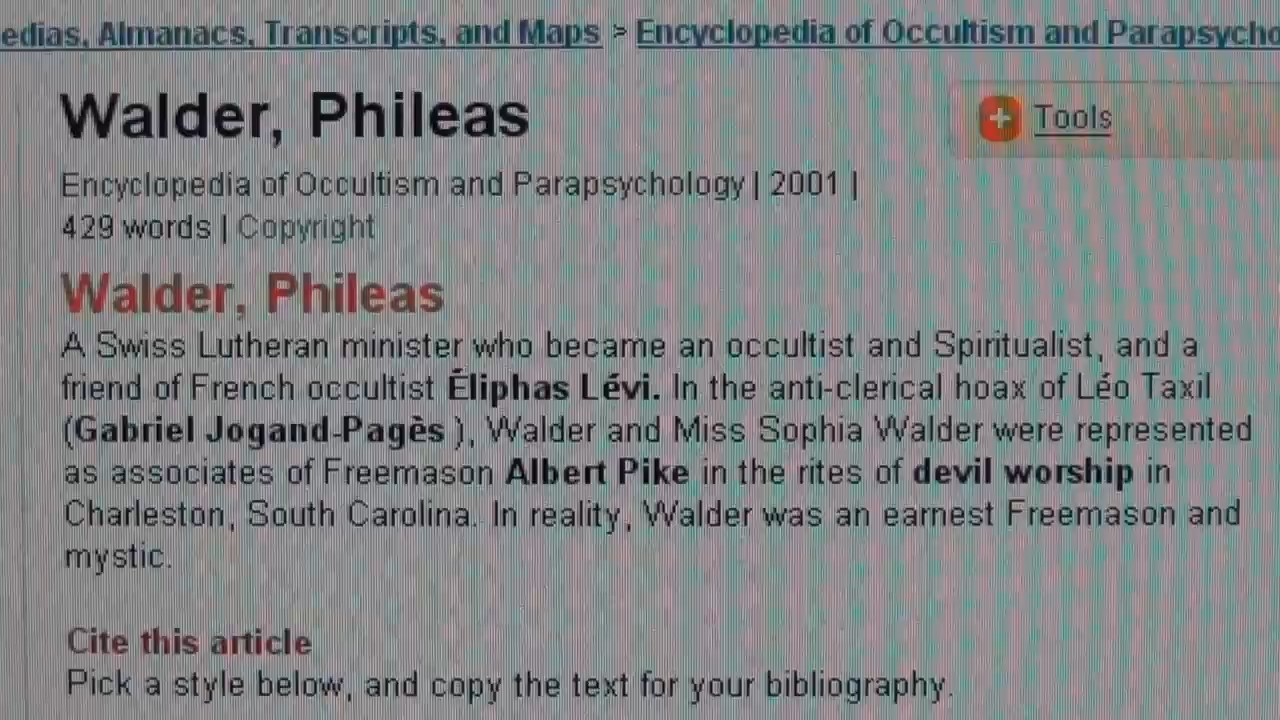 edias, Almanacs, Transcripts, and Maps > Encyclopedia of Occultism and Parapsycho
Walder, Phileas
Tools
Encyclopedia of Occultism and Parapsychology | 2001 |
429 words | Copyright
Walder, Phileas
A Swiss Lutheran minister who became an occultist and Spiritualist, and a
friend of French occultist Éliphas Lévi. In the anti-clerical hoax of Léo Taxil
(Gabriel Jogand-Pagès ), Walder and Miss Sophia Walder were represented
as associates of Freemason Albert Pike in the rites of devil worship in
Charleston, South Carolina. In reality, Walder was an earnest Freemason and
mystic.
Cite this article
Pick a style below, and copy the text for your bibliography.